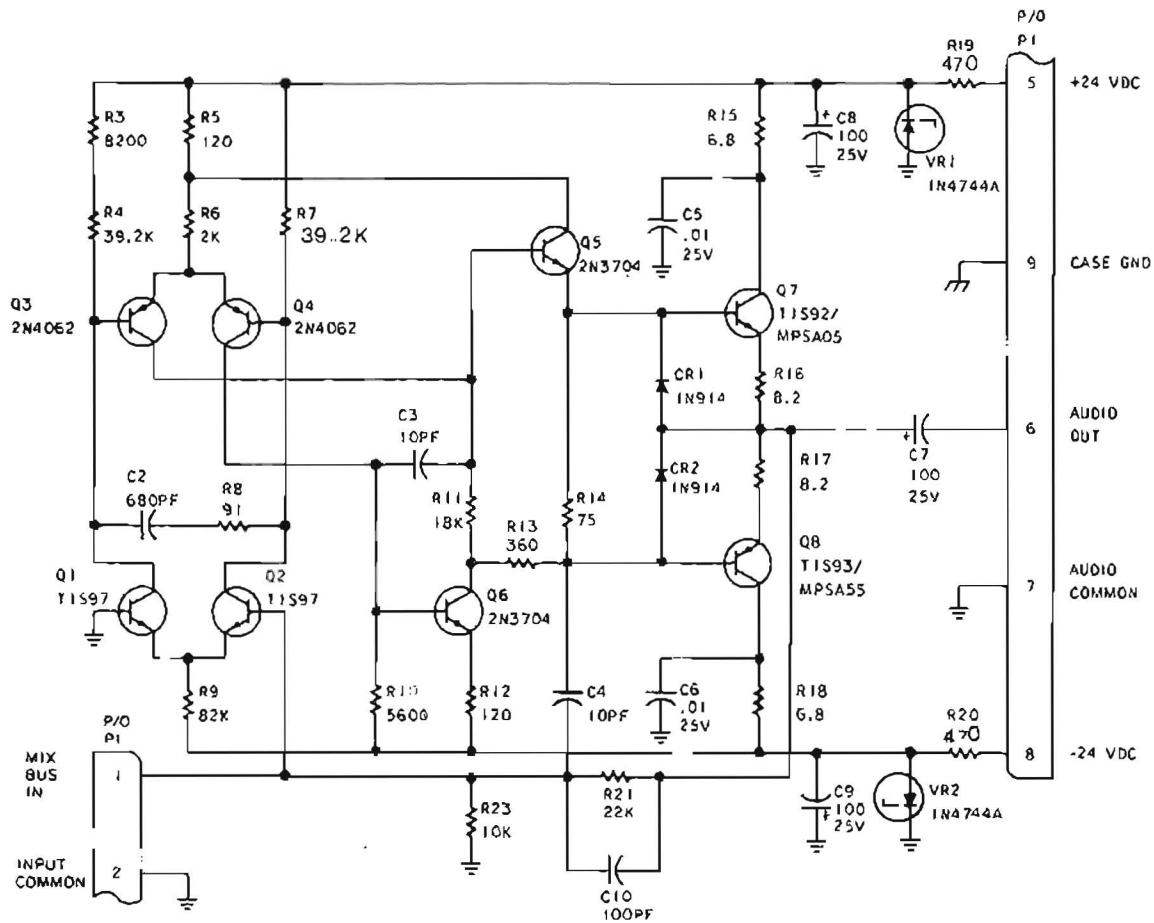 P/O
P1
R19
470
5
+24 VDC
R3
8200
R5
120
R15
6.8
C8
100
25V
VR1
1N4744A
R4
39.2K
R6
2K
R7
39.2K
Q5
2N3704
C5
.01
25V
9
CASE GND
Q3
2N4062
Q4
2N4062
Q7
TIS92/
MPSA05
CR1
1N914
R16
8.2
AUDIO
OUT
6
C3
10PF
C7
100
25V
CR2
1N914
R17
8.2
C2
680PF
R8
91
R11
18K
R14
75
R13
360
Q8
TIS93/
MPSA55
Q1
TIS97
Q2
TIS97
Q6
2N3704
AUDIO
COMMON
7
R9
82K
R10
5600
R12
120
C4
10PF
C6
.01
25V
R18
6.8
R20
470
8
-24 VDC
P/O
P1
MIX
BUS
IN
1
R21
22K
C9
100
25V
VR2
1N4744A
R23
10K
INPUT
COMMON
2
C10
100PF